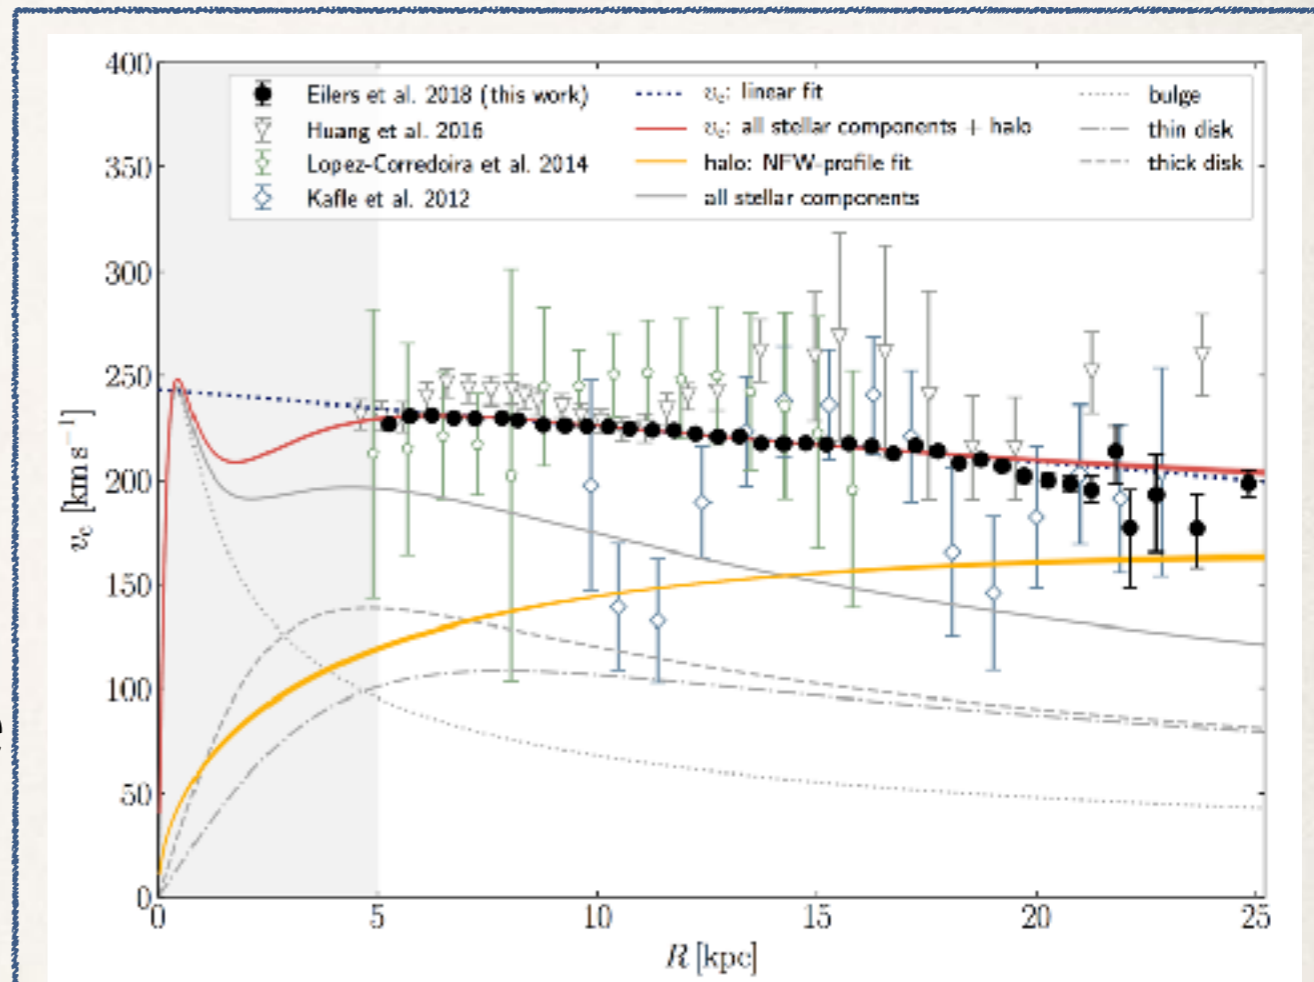 400
350
300
250
200
150
100
50
0
v_c [km s⁻¹]
Eilers et al. 2018 (this work)
Huang et al. 2016
Lopez-Corredoira et al. 2014
Kafle et al. 2012
v_c: linear fit
v_c: all stellar components + halo
halo: NFW-profile fit
all stellar components
bulge
thin disk
thick disk
0 5 10 15 20 25
R [kpc]